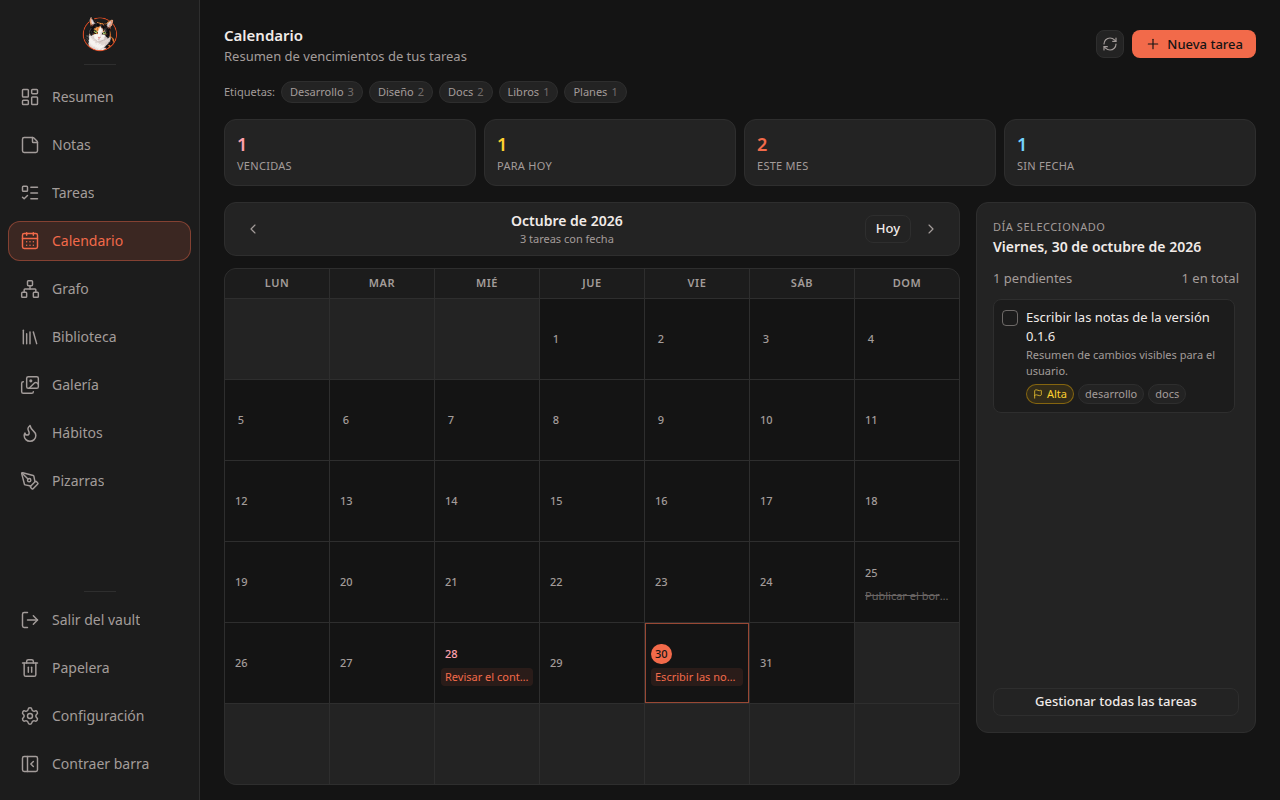 Resumen
Notas
Tareas
Calendario
Grafo
Biblioteca
Galería
Hábitos
Pizarras
Salir del vault
Papelera
Configuración
Contraer barra
Calendario
Resumen de vencimientos de tus tareas
Nueva tarea
Etiquetas: Desarrollo 3 Diseño 2 Docs 2 Libros 1 Planes 1
1
VENCIDAS
1
PARA HOY
2
ESTE MES
1
SIN FECHA
Octubre de 2026
3 tareas con fecha
Hoy
LUN MAR MIÉ JUE VIE SÁB DOM
1 2 3 4
5 6 7 8 9 10 11
12 13 14 15 16 17 18
19 20 21 22 23 24 25
Publicar el bor...
26 27 28 29 30 31
Revisar el cont... Escribir las no...
DÍA SELECCIONADO
Viernes, 30 de octubre de 2026
1 pendientes 1 en total
Escribir las notas de la versión
0.1.6
Resumen de cambios visibles para el
usuario.
Alta desarrollo docs
Gestionar todas las tareas